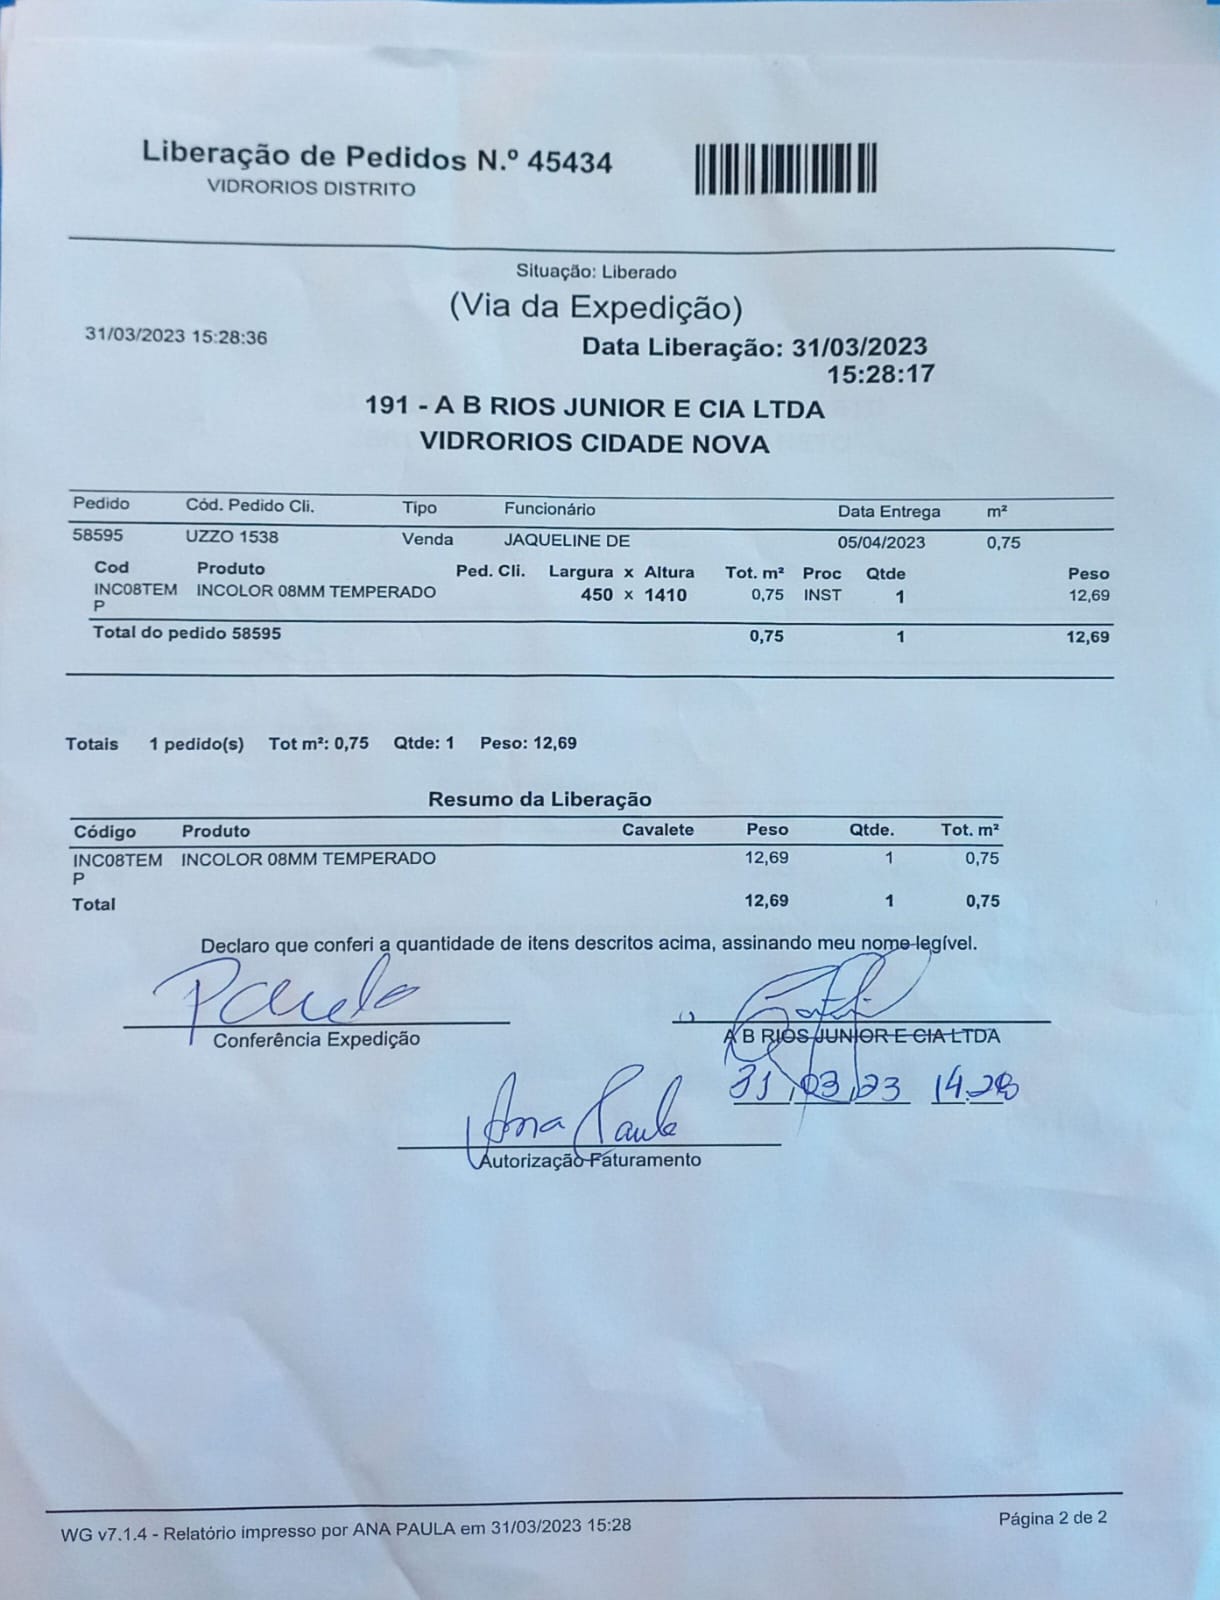 Liberação de Pedidos N.º 45434
VIDRORIOS DISTRITO
Situação: Liberado
(Via da Expedição)
31/03/2023 15:28:36
Data Liberação: 31/03/2023
15:28:17
191 - A B RIOS JUNIOR E CIA LTDA
VIDRORIOS CIDADE NOVA
Pedido Cód. Pedido Cli. Tipo Funcionário Data Entrega m²
58595 UZZO 1538 Venda JAQUELINE DE 05/04/2023 0,75
Cod Produto Ped. Cli. Largura x Altura Tot. m² Proc Qtde Peso
INC08TEM INCOLOR 08MM TEMPERADO 450 x 1410 0,75 INST 1 12,69
P
Total do pedido 58595 0,75 1 12,69
Totais 1 pedido(s) Tot m²: 0,75 Qtde: 1 Peso: 12,69
Resumo da Liberação
Código Produto Cavalete Peso Qtde. Tot. m²
INC08TEM INCOLOR 08MM TEMPERADO 12,69 1 0,75
P
Total 12,69 1 0,75
Declaro que conferi a quantidade de itens descritos acima, assinando meu nome legível.
Paulo
Conferência Expedição A B RIOS JUNIOR E CIA LTDA
31/03/23 14:28
Ana Paula
Autorização Faturamento
WG v7.1.4 - Relatório impresso por ANA PAULA em 31/03/2023 15:28 Página 2 de 2